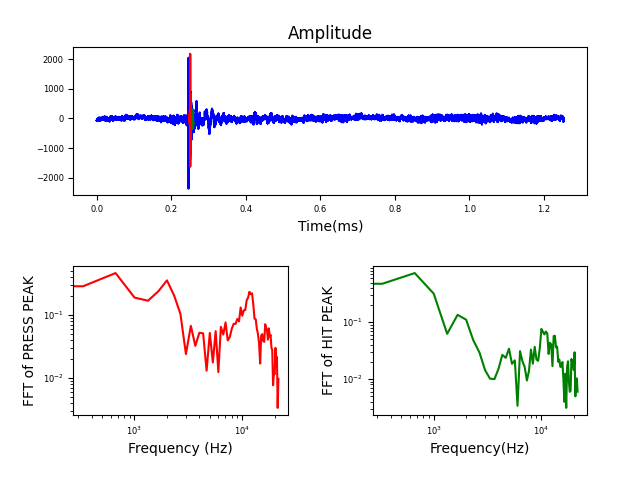 Amplitude
2000
1000
0
−1000
−2000
0.0 0.2 0.4 0.6 0.8 1.0 1.2
Time(ms)
FFT of PRESS PEAK
10⁻¹
10⁻²
10³ 10⁴
Frequency (Hz)
FFT of HIT PEAK
10⁻¹
10⁻²
10³ 10⁴
Frequency(Hz)